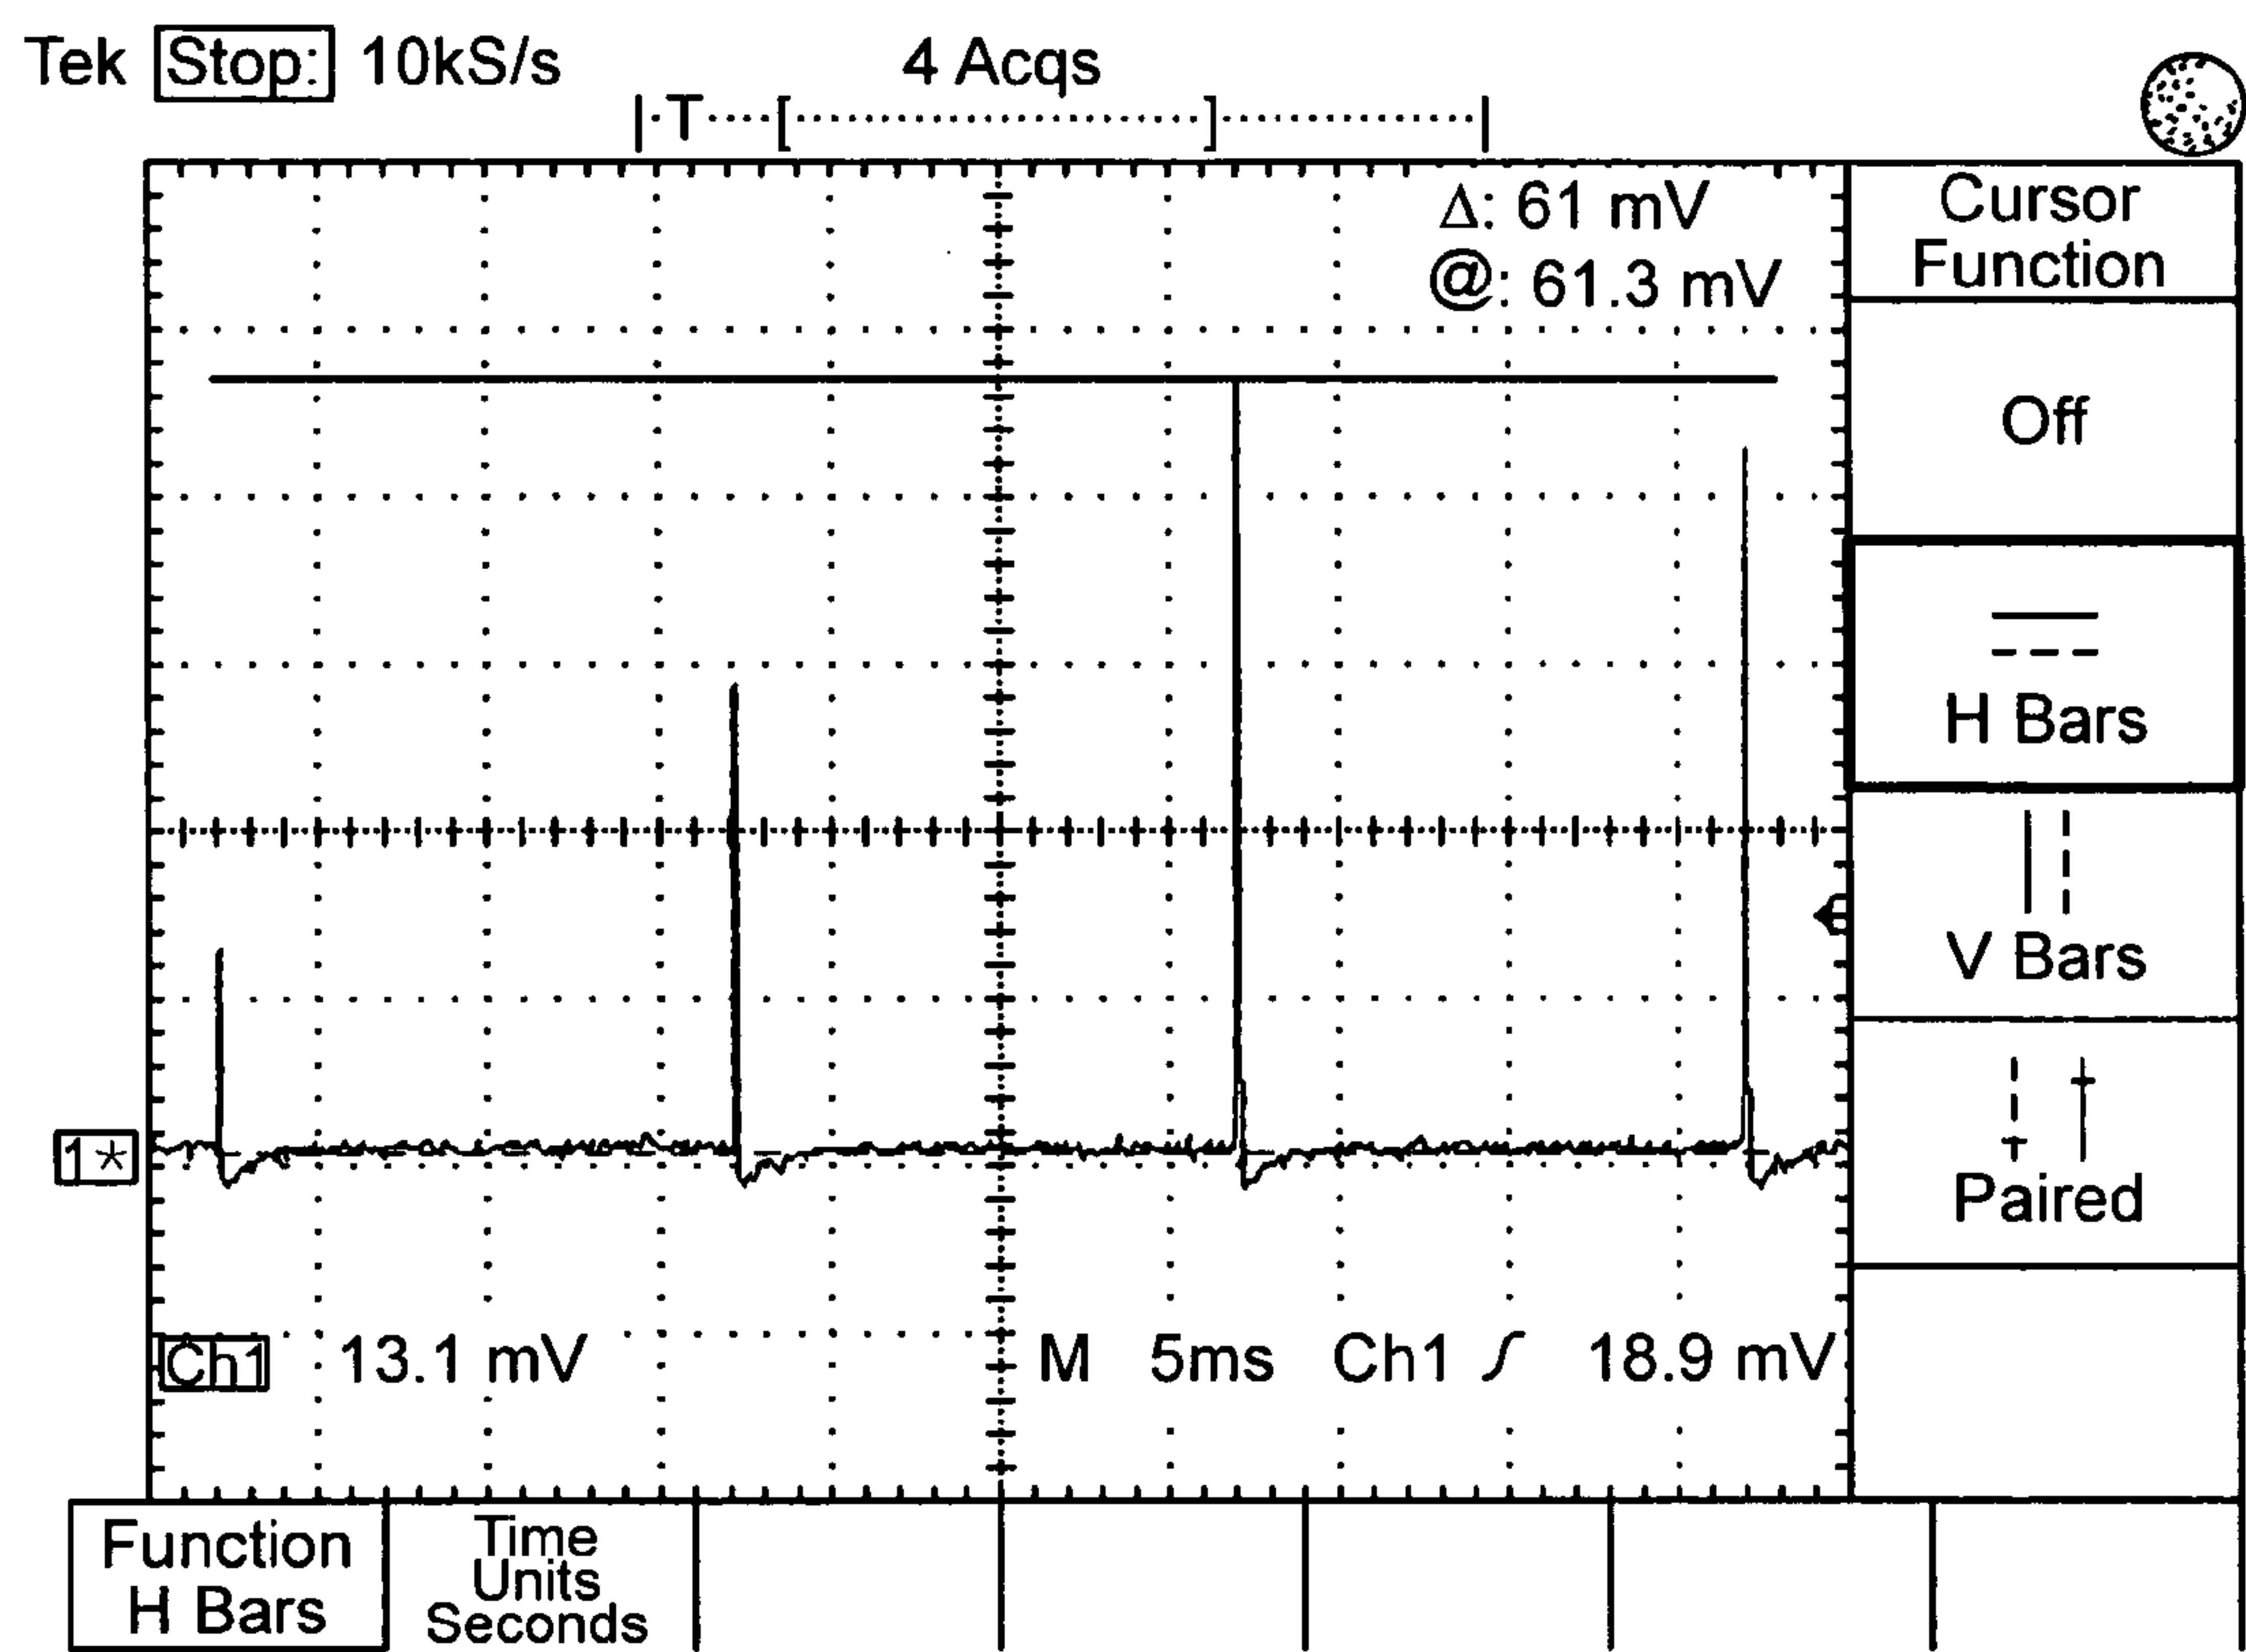 Tek Stop: 10kS/s 4 Acqs
T
Δ: 61 mV
@: 61.3 mV
Cursor
Function
Off
H Bars
V Bars
Paired
1*
Ch1 13.1 mV M 5ms Ch1 ∫ 18.9 mV
Function
H Bars
Time
Units
Seconds